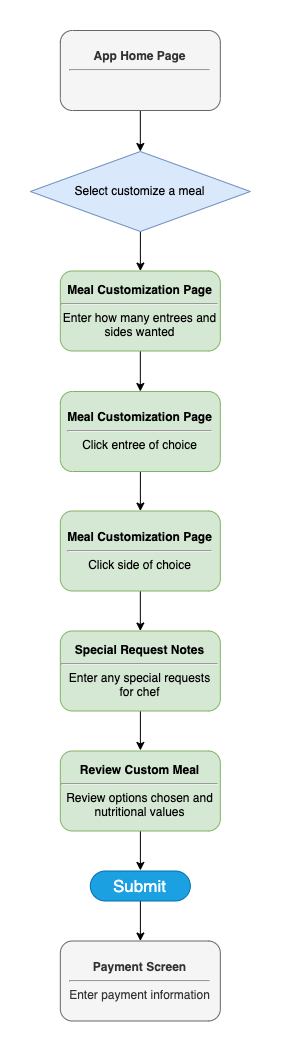 App Home Page
Select customize a meal
Meal Customization Page
Enter how many entrees and
sides wanted
Meal Customization Page
Click entree of choice
Meal Customization Page
Click side of choice
Special Request Notes
Enter any special requests
for chef
Review Custom Meal
Review options chosen and
nutritional values
Submit
Payment Screen
Enter payment information